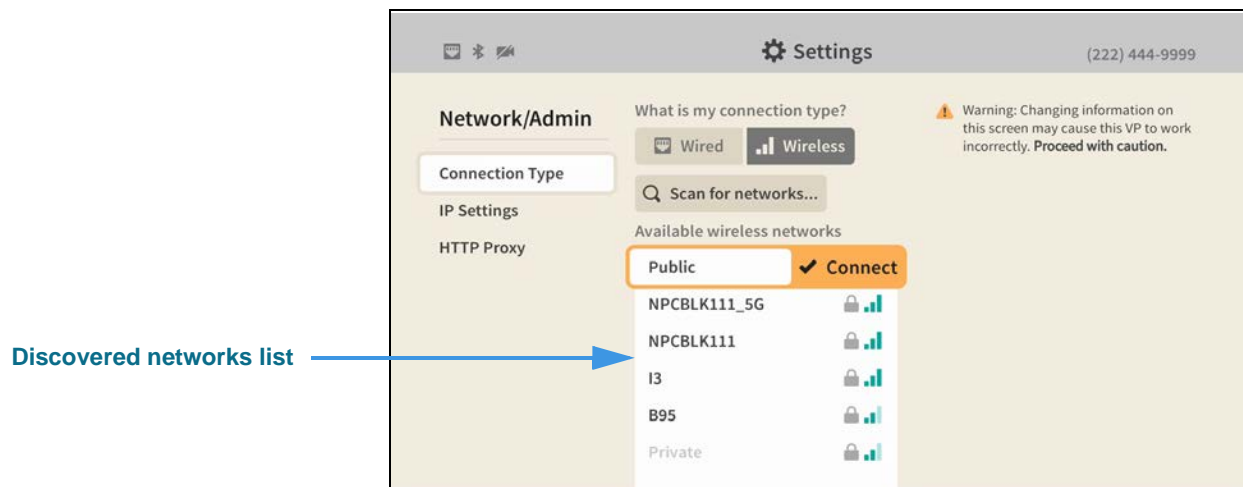 Settings
(222) 444-9999
Network/Admin
Connection Type
IP Settings
HTTP Proxy
What is my connection type?
Wired
Wireless
Scan for networks...
Available wireless networks
Public
Connect
NPCBLK111_5G
NPCBLK111
I3
B95
Private
Warning: Changing information on
this screen may cause this VP to work
incorrectly. Proceed with caution.
Discovered networks list